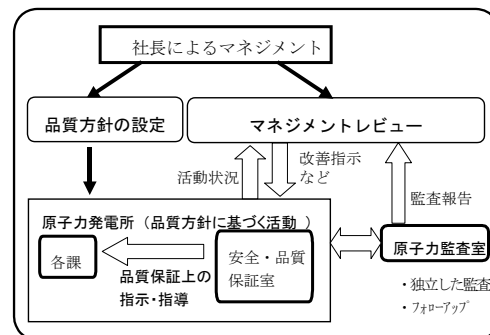 社長によるマネジメント
品質方針の設定
マネジメントレビュー
活動状況
改善指示
など
監査報告
原子力発電所（品質方針に基づく活動 ）
各課
品質保証上の
指示・指導
安全・品質
保証室
原子力監査室
・独立した監査
・ﾌｫﾛｰｱｯﾌﾟ